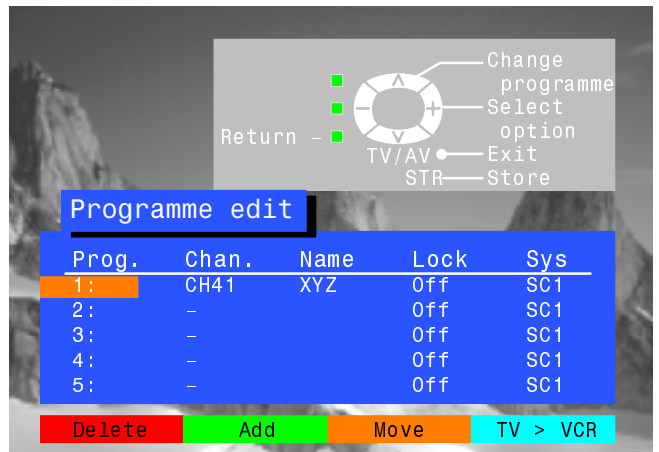 Change
programme
Select
option
Return –
TV/AV Exit
STR Store
Programme edit
Prog. Chan. Name Lock Sys
1: CH41 XYZ Off SC1
2: – Off SC1
3: – Off SC1
4: – Off SC1
5: – Off SC1
Delete Add Move TV > VCR